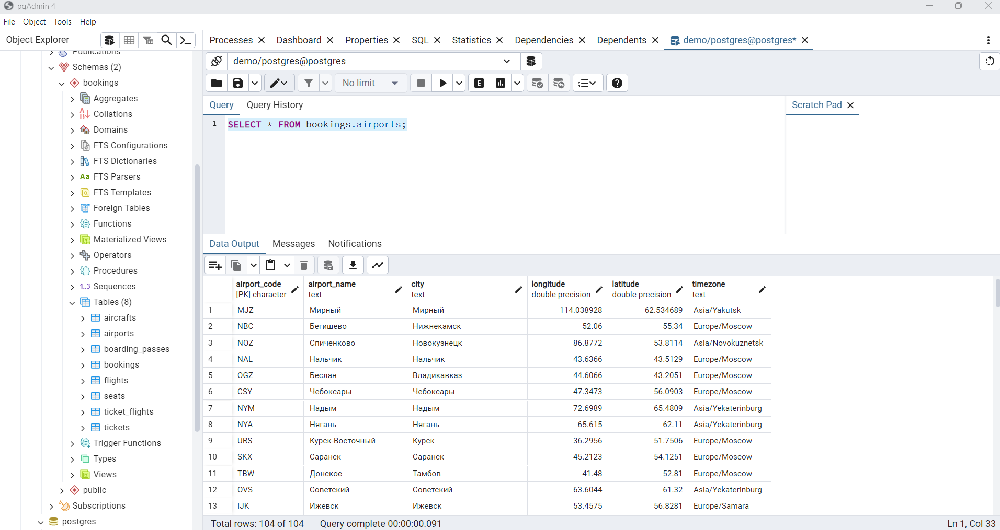 pgAdmin 4
File Object Tools Help
Object Explorer
Processes Dashboard Properties SQL Statistics Dependencies Dependents demo/postgres@postgres*
demo/postgres@postgres
No limit
Query Query History
Scratch Pad
1 SELECT * FROM bookings.airports;
Publications
Schemas (2)
bookings
Aggregates
Collations
Domains
FTS Configurations
FTS Dictionaries
Aa FTS Parsers
FTS Templates
Foreign Tables
Functions
Materialized Views
Operators
Procedures
1..3 Sequences
Tables (8)
aircrafts
airports
boarding_passes
bookings
flights
seats
ticket_flights
tickets
Trigger Functions
Types
Views
public
Subscriptions
postgres
Data Output Messages Notifications
airport_code airport_name city longitude latitude timezone
[PK] character text text double precision double precision text
1 MJZ Мирный Мирный 114.038928 62.534689 Asia/Yakutsk
2 NBC Бегишево Нижнекамск 52.06 55.34 Europe/Moscow
3 NOZ Спиченково Новокузнецк 86.8772 53.8114 Asia/Novokuznetsk
4 NAL Нальчик Нальчик 43.6366 43.5129 Europe/Moscow
5 OGZ Беслан Владикавказ 44.6066 43.2051 Europe/Moscow
6 CSY Чебоксары Чебоксары 47.3473 56.0903 Europe/Moscow
7 NYM Надым Надым 72.6989 65.4809 Asia/Yekaterinburg
8 NYA Нягань Нягань 65.615 62.11 Asia/Yekaterinburg
9 URS Курск-Восточный Курск 36.2956 51.7506 Europe/Moscow
10 SKX Саранск Саранск 45.2123 54.1251 Europe/Moscow
11 TBW Донское Тамбов 41.48 52.81 Europe/Moscow
12 OVS Советский Советский 63.6044 61.32 Asia/Yekaterinburg
13 IJK Ижевск Ижевск 53.4575 56.8281 Europe/Samara
Total rows: 104 of 104 Query complete 00:00:00.091 Ln 1, Col 33